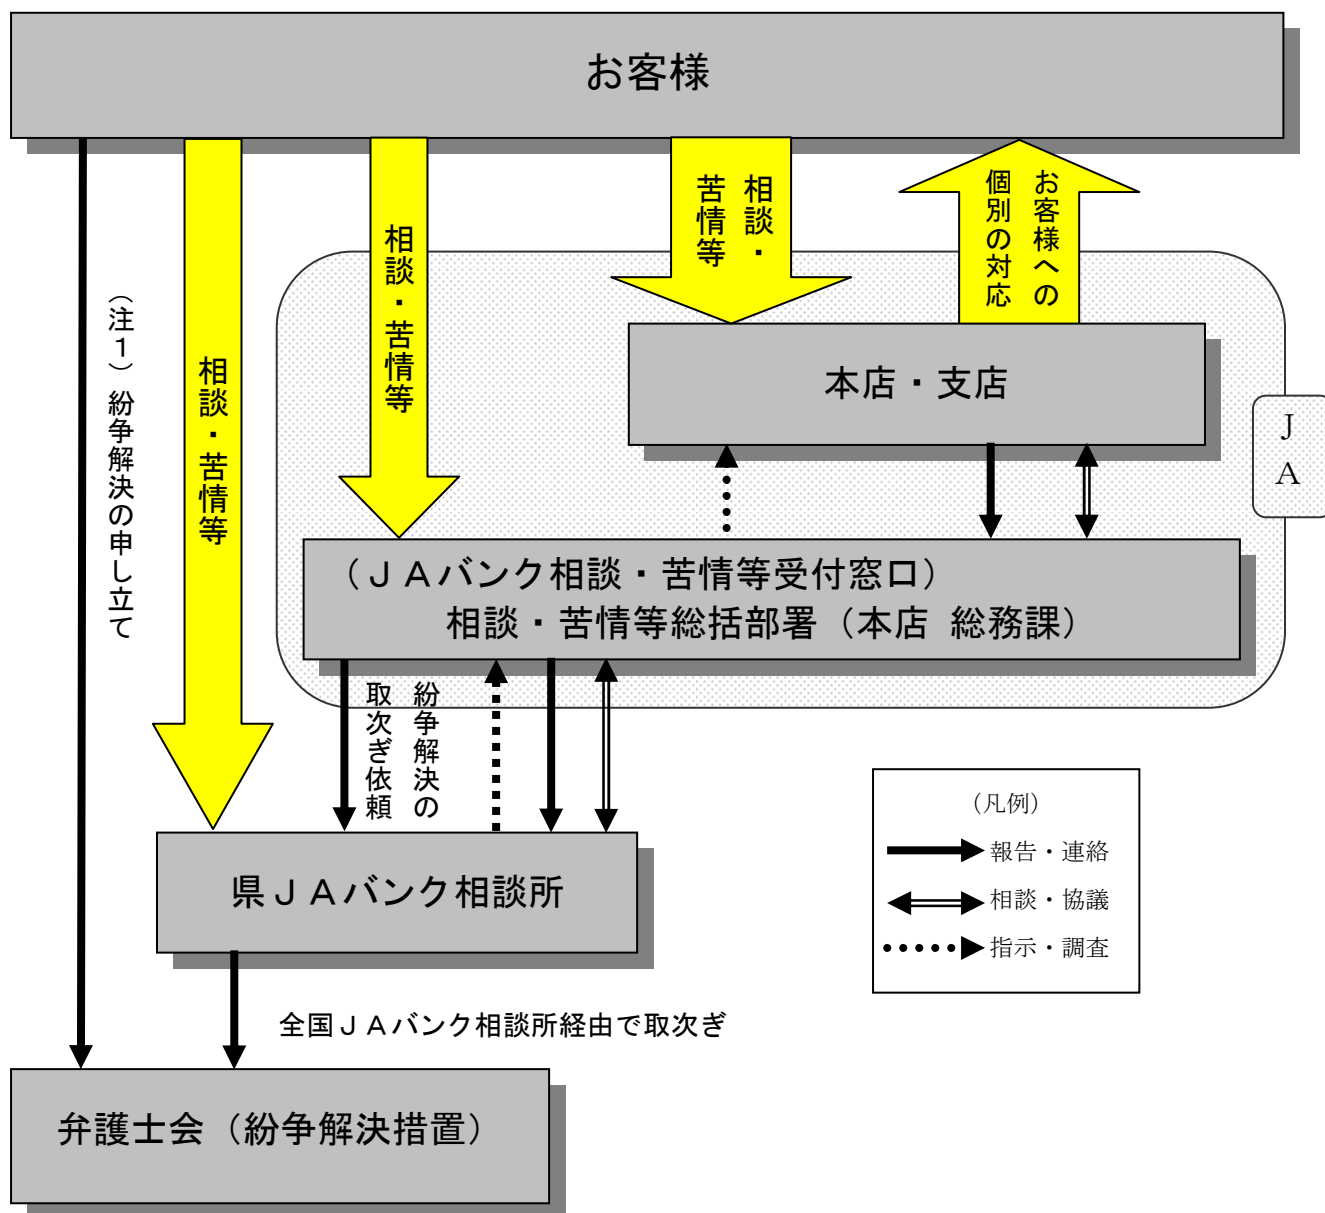 お客様
(注1)紛争解決の申し立て
相談・苦情等
相談・苦情等
相談・
苦情等
お客様への
個別の対応
本店・支店
JA
(JAバンク相談・苦情等受付窓口)
相談・苦情等総括部署(本店 総務課)
紛争解決の
取次ぎ依頼
県JAバンク相談所
(凡例)
報告・連絡
相談・協議
指示・調査
全国JAバンク相談所経由で取次ぎ
弁護士会(紛争解決措置)